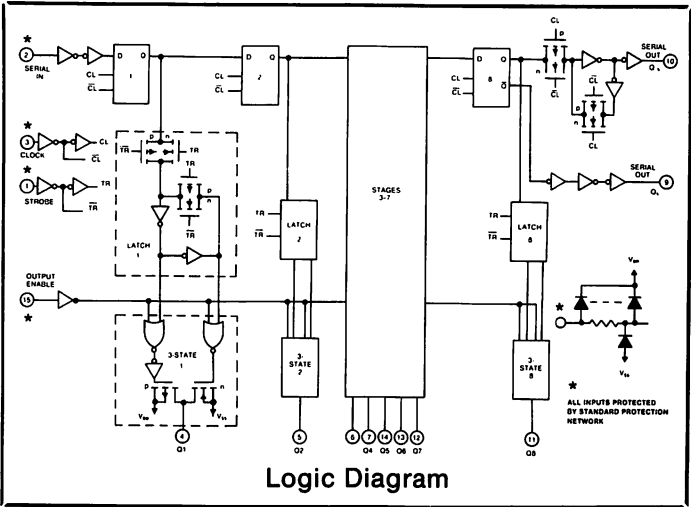 *
2
SERIAL
IN
D Q
CL
C̅L̅
1
D Q
CL
C̅L̅
2
STAGES
3-7
D Q
Q̅
CL
C̅L̅
8
CL
p
n
C̅L̅
C̅L̅
p
n
CL
SERIAL
OUT
Qs
10
*
3
CLOCK
CL
C̅L̅
*
1
STROBE
TR
T̅R̅
p n
T̅R̅
TR
TR
p
n
T̅R̅
LATCH
1
TR
T̅R̅
LATCH
2
TR
T̅R̅
LATCH
8
SERIAL
OUT
9
OUTPUT
ENABLE
15
*
3-STATE
1
p
n
VDD
VSS
4
Q1
3-
STATE
2
5
Q2
6
7
14
13
12
Q4
Q5
Q6
Q7
3-
STATE
8
11
Q8
VDD
*
VSS
*
ALL INPUTS PROTECTED
BY STANDARD PROTECTION
NETWORK
Logic Diagram